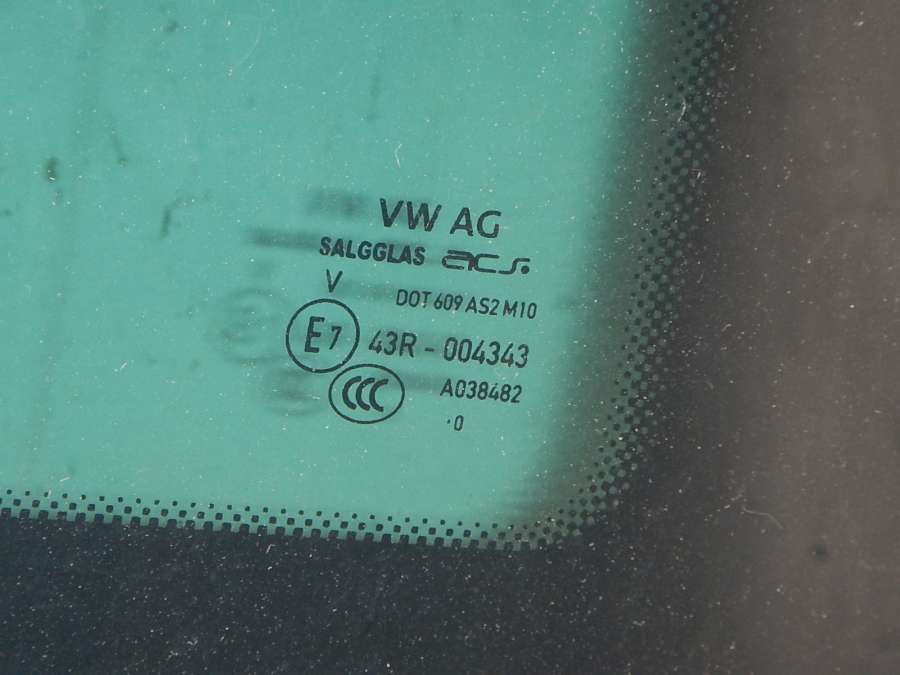 VW AG
SALGGLAS acs.
V
DOT 609 AS2 M10
E7 43R - 004343
CCC A038482
·0